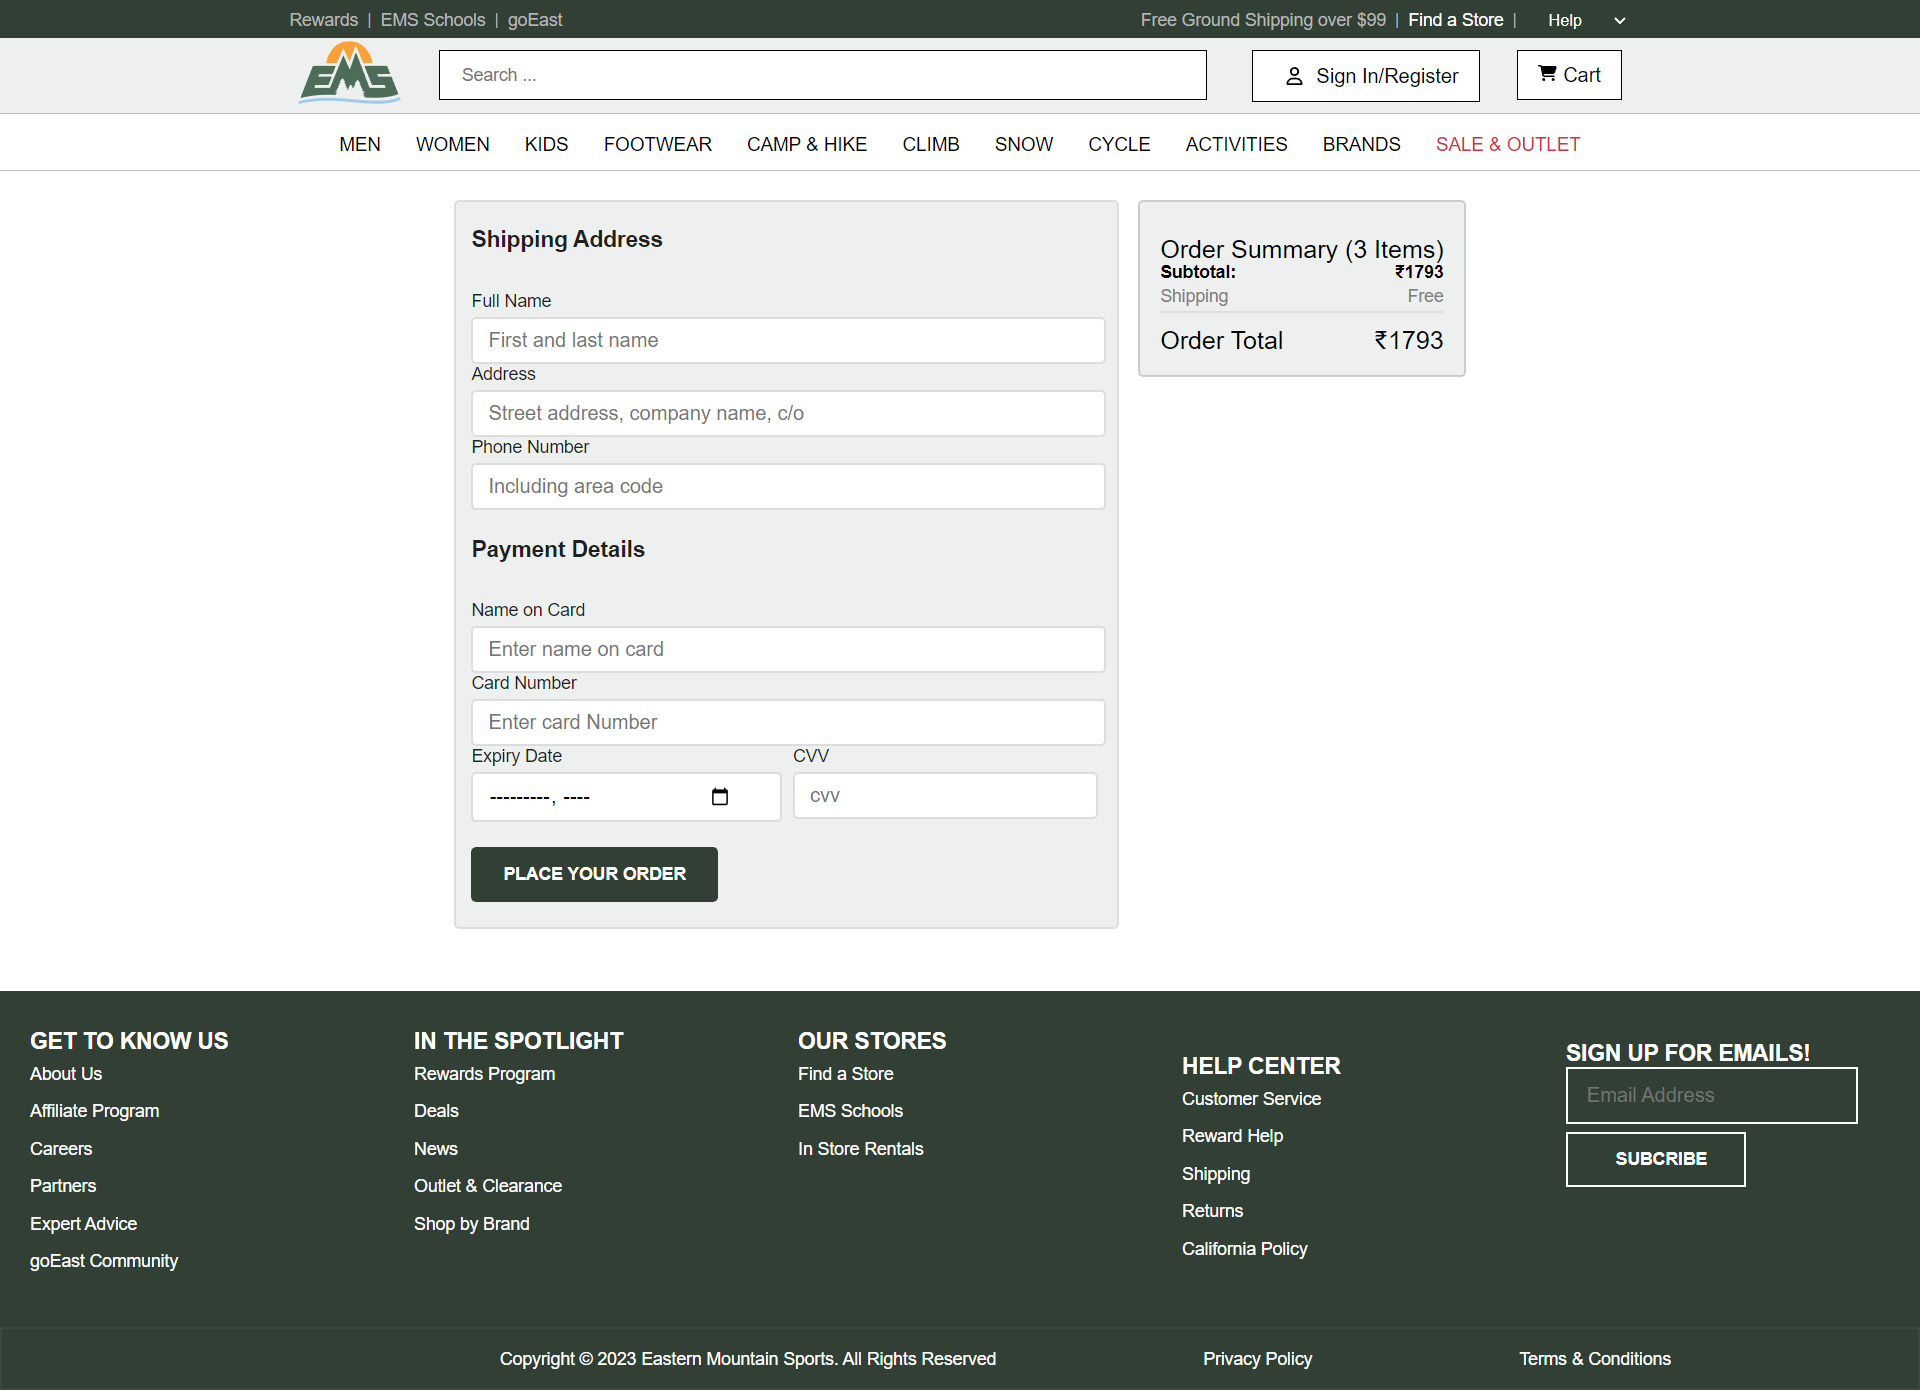 Rewards | EMS Schools | goEast
Free Ground Shipping over $99 | Find a Store | Help
EMS
Search ...
Sign In/Register
Cart
MEN WOMEN KIDS FOOTWEAR CAMP & HIKE CLIMB SNOW CYCLE ACTIVITIES BRANDS SALE & OUTLET
Shipping Address
Full Name
First and last name
Address
Street address, company name, c/o
Phone Number
Including area code
Payment Details
Name on Card
Enter name on card
Card Number
Enter card Number
Expiry Date CVV
---------, ---- cvv
PLACE YOUR ORDER
Order Summary (3 Items)
Subtotal: ₹1793
Shipping Free
Order Total ₹1793
GET TO KNOW US
About Us
Affiliate Program
Careers
Partners
Expert Advice
goEast Community
IN THE SPOTLIGHT
Rewards Program
Deals
News
Outlet & Clearance
Shop by Brand
OUR STORES
Find a Store
EMS Schools
In Store Rentals
HELP CENTER
Customer Service
Reward Help
Shipping
Returns
California Policy
SIGN UP FOR EMAILS!
Email Address
SUBCRIBE
Copyright © 2023 Eastern Mountain Sports. All Rights Reserved
Privacy Policy
Terms & Conditions